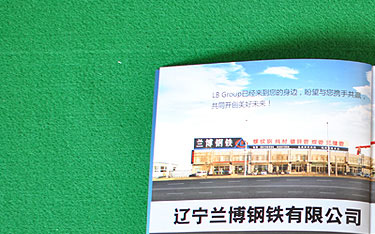 LB Group已经来到您的身边，盼望与您携手共赢，
共同开创美好未来！
兰博钢铁
辽宁兰博钢铁有限公司